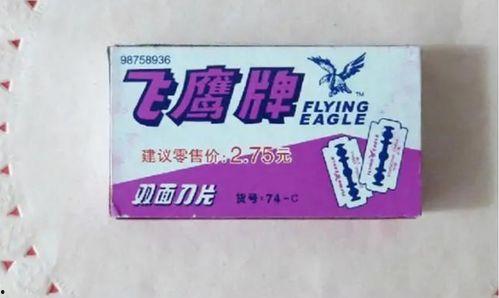 98758936
飞鹰牌
FLYING
EAGLE
TM
建议零售价:2.75元
双面刀片
货号:74-C